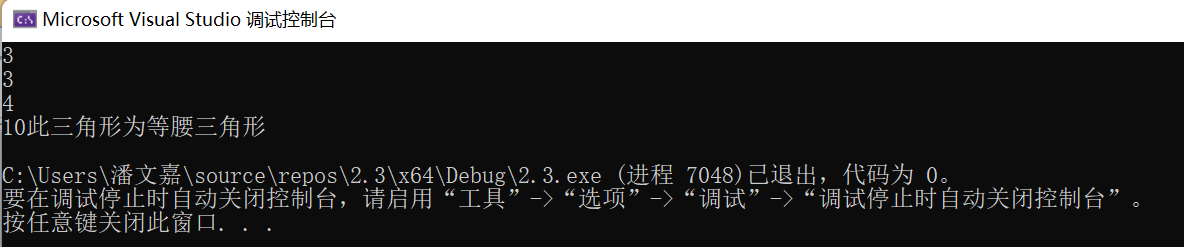 Microsoft Visual Studio 调试控制台
3
3
4
10此三角形为等腰三角形
C:\Users\潘文嘉\source\repos\2.3\x64\Debug\2.3.exe (进程 7048)已退出，代码为 0。
要在调试停止时自动关闭控制台，请启用“工具”->“选项”->“调试”->“调试停止时自动关闭控制台”。
按任意键关闭此窗口. . .